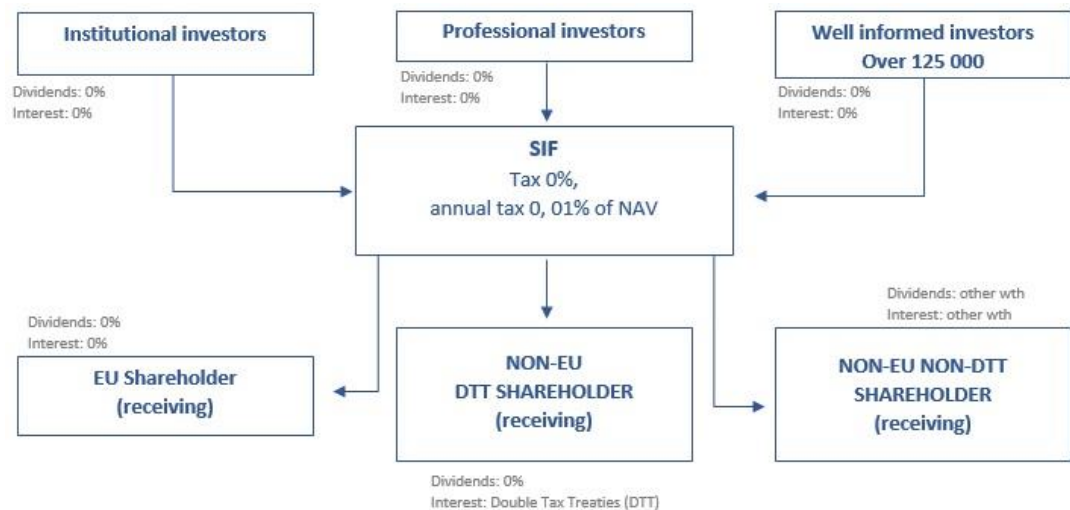 Institutional investors
Dividends: 0%
Interest: 0%
Professional investors
Dividends: 0%
Interest: 0%
Well informed investors
Over 125 000
Dividends: 0%
Interest: 0%
SIF
Tax 0%,
annual tax 0, 01% of NAV
Dividends: 0%
Interest: 0%
EU Shareholder
(receiving)
NON-EU
DTT SHAREHOLDER
(receiving)
Dividends: 0%
Interest: Double Tax Treaties (DTT)
Dividends: other wth
Interest: other wth
NON-EU NON-DTT
SHAREHOLDER
(receiving)